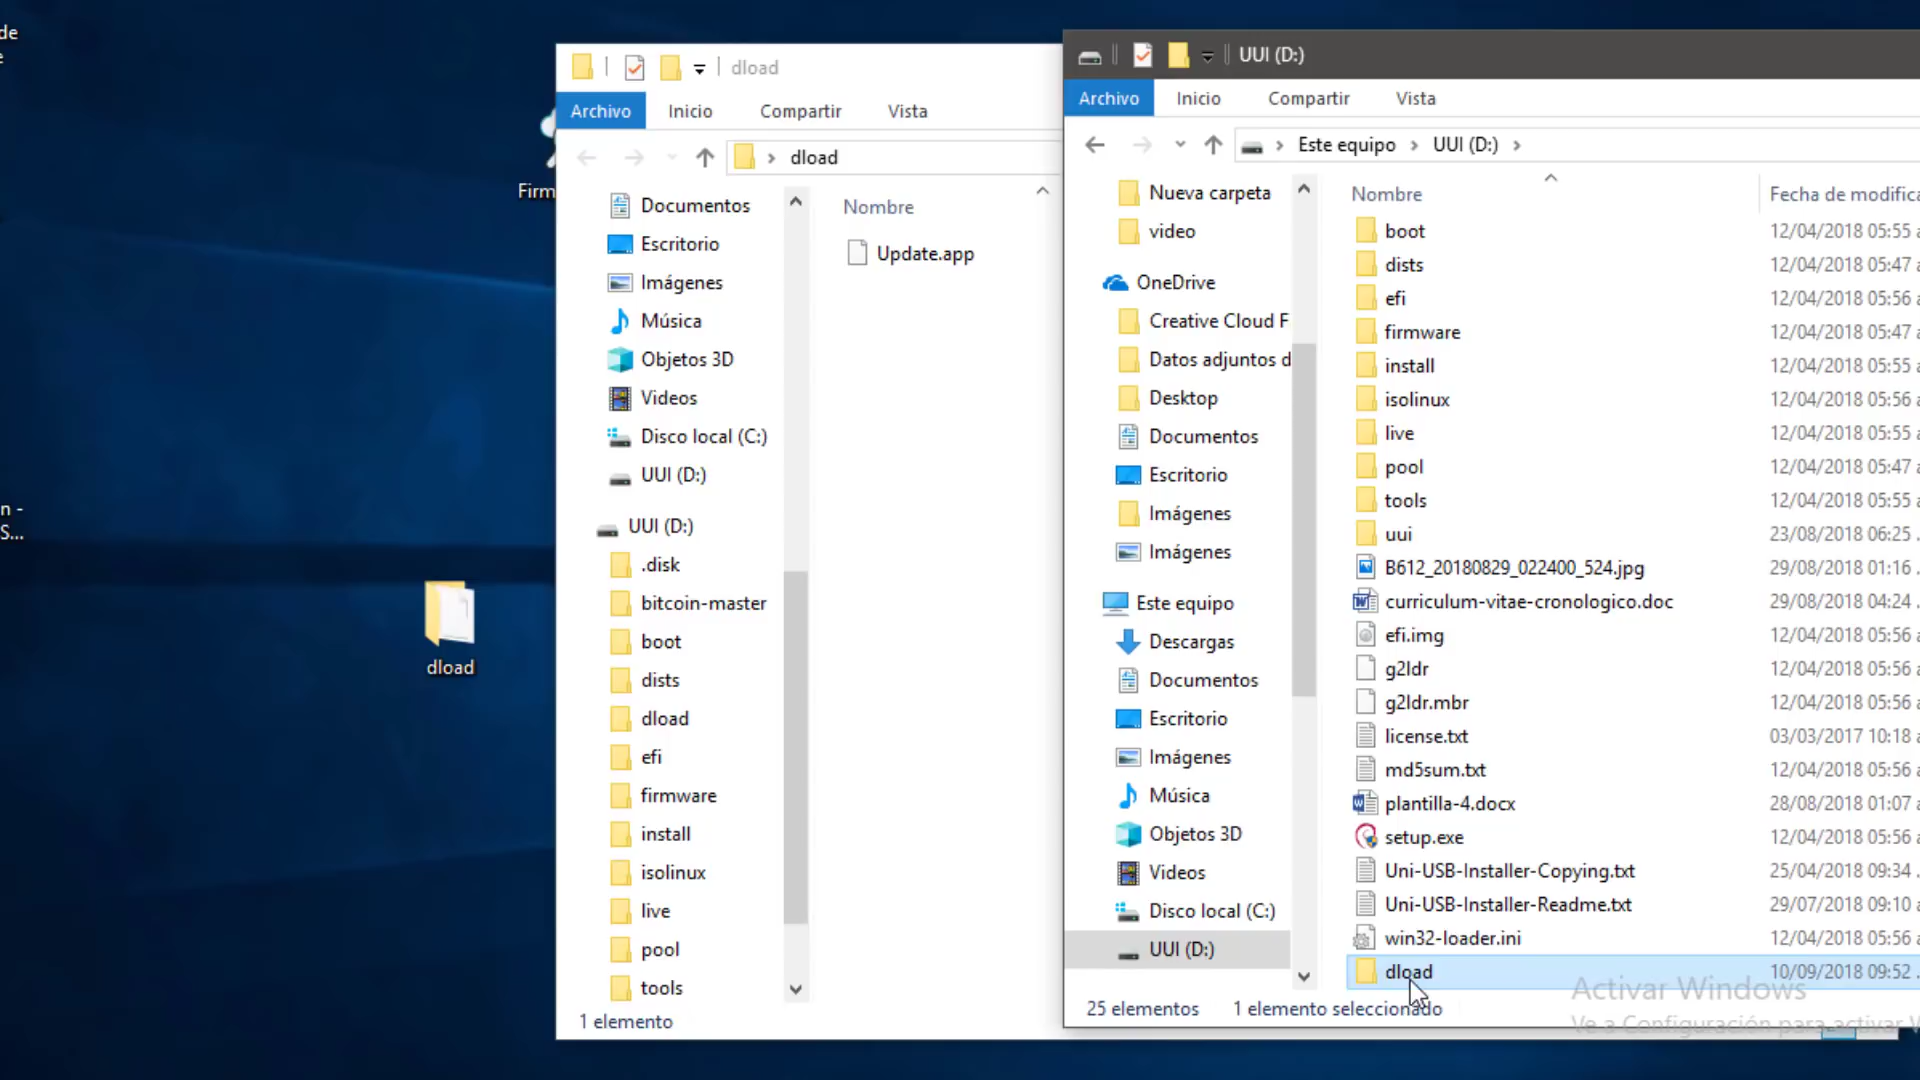 de
e
Firm
n -
S...
dload
dload
Archivo
Inicio
Compartir
Vista
dload
Documentos
Escritorio
Imágenes
Música
Objetos 3D
Videos
Disco local (C:)
UUI (D:)
UUI (D:)
.disk
bitcoin-master
boot
dists
dload
efi
firmware
install
isolinux
live
pool
tools
Nombre
Update.app
1 elemento
UUI (D:)
Archivo
Inicio
Compartir
Vista
Este equipo
UUI (D:)
Nueva carpeta
video
OneDrive
Creative Cloud F
Datos adjuntos d
Desktop
Documentos
Escritorio
Imágenes
Imágenes
Este equipo
Descargas
Documentos
Escritorio
Imágenes
Música
Objetos 3D
Videos
Disco local (C:)
UUI (D:)
Nombre Fecha de modifica
boot 12/04/2018 05:55 a
dists 12/04/2018 05:47 a
efi 12/04/2018 05:56 a
firmware 12/04/2018 05:47 a
install 12/04/2018 05:55 a
isolinux 12/04/2018 05:56 a
live 12/04/2018 05:55 a
pool 12/04/2018 05:47 a
tools 12/04/2018 05:55 a
uui 23/08/2018 06:25 .
B612_20180829_022400_524.jpg 29/08/2018 01:16 .
curriculum-vitae-cronologico.doc 29/08/2018 04:24 .
efi.img 12/04/2018 05:56 a
g2ldr 12/04/2018 05:56 a
g2ldr.mbr 12/04/2018 05:56 a
license.txt 03/03/2017 10:18 a
md5sum.txt 12/04/2018 05:56 a
plantilla-4.docx 28/08/2018 01:07 a
setup.exe 12/04/2018 05:56 a
Uni-USB-Installer-Copying.txt 25/04/2018 09:34 .
Uni-USB-Installer-Readme.txt 29/07/2018 09:10 a
win32-loader.ini 12/04/2018 05:56 a
dload 10/09/2018 09:52 .
25 elementos 1 elemento seleccionado
Activar Windows
Ve a Configuración para activar W